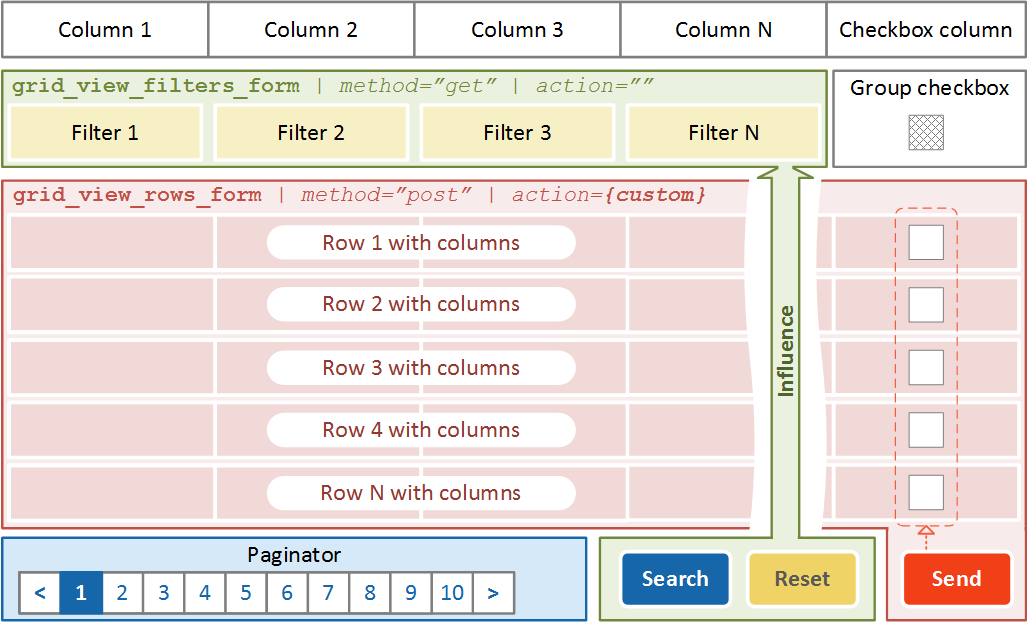 Column 1 Column 2 Column 3 Column N Checkbox column
grid_view_filters_form | method=”get” | action=”” Group checkbox
Filter 1 Filter 2 Filter 3 Filter N
grid_view_rows_form | method=”post” | action={custom}
Row 1 with columns
Row 2 with columns
Row 3 with columns
Row 4 with columns
Row N with columns
Influence
Paginator
< 1 2 3 4 5 6 7 8 9 10 >
Search Reset Send